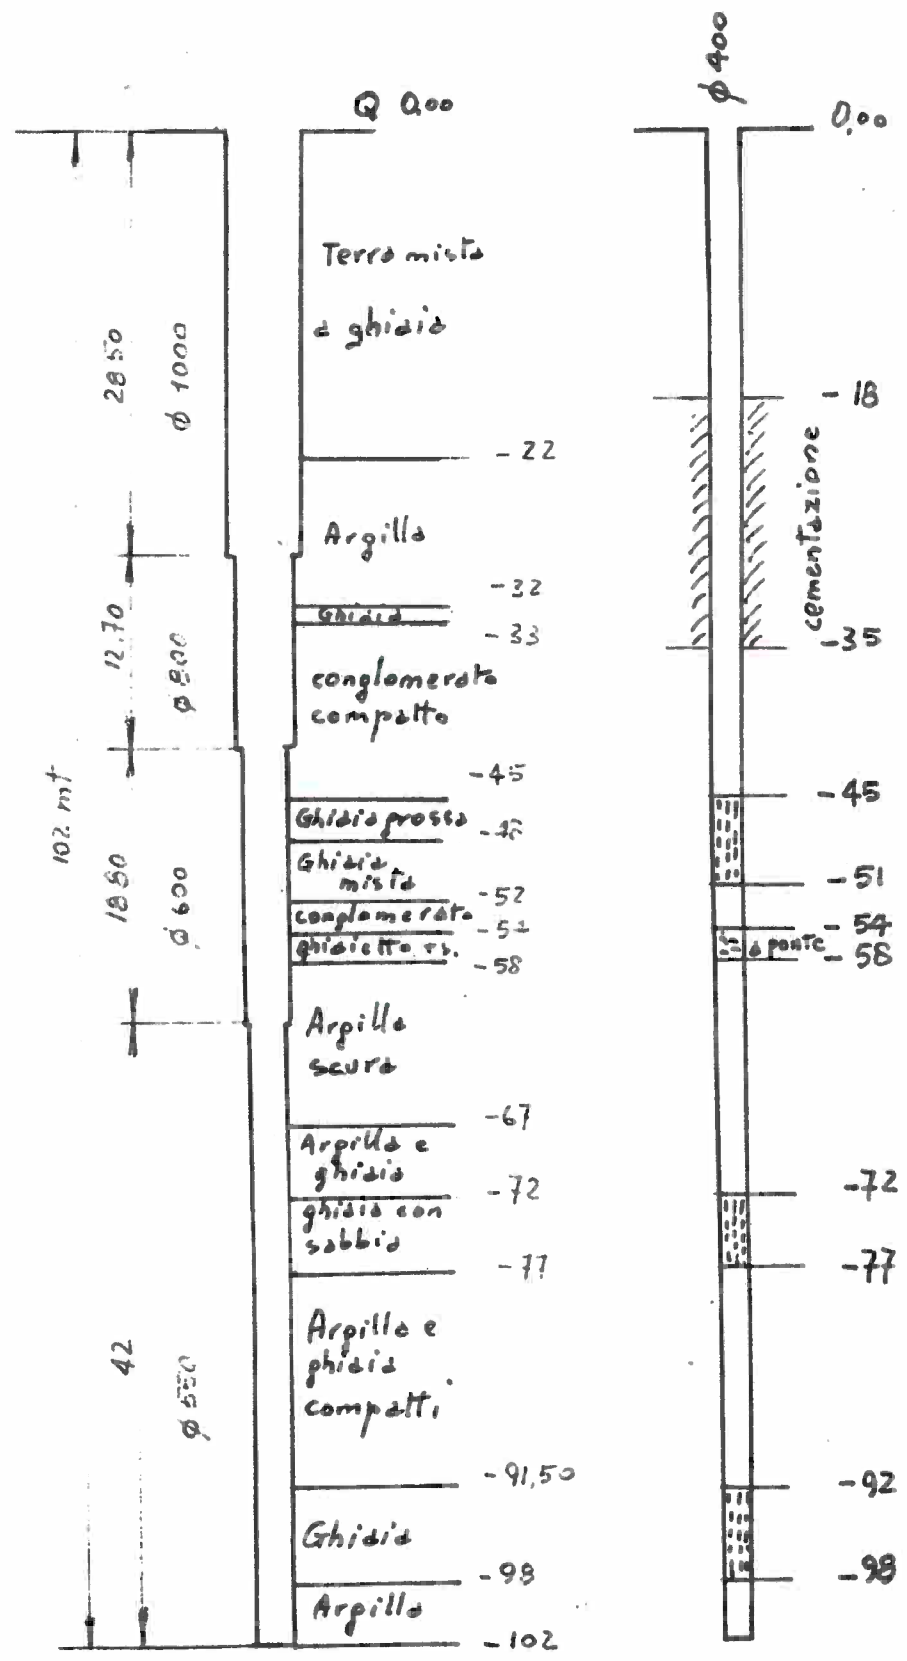 Q 0,00
Terra mista
a ghiaia
- 22
Argilla
- 32
Ghiaia
- 33
conglomerato
compatto
- 45
Ghiaia grossa
- 48
Ghiaia
mista
- 52
conglomerato
ghiaietto
- 58
Argilla
scura
- 67
Argilla e
ghiaia
- 72
ghiaia con
sabbia
- 77
Argilla e
ghiaia
compatti
- 91,50
Ghiaia
- 98
Argilla
- 102
28 50
ø 1000
12,70
ø 800
102 mt
18 80
ø 600
42
ø 550
ø 400
0,00
- 18
cementazione
- 35
- 45
- 51
- 54
a ponte
- 58
- 72
- 77
- 92
- 98